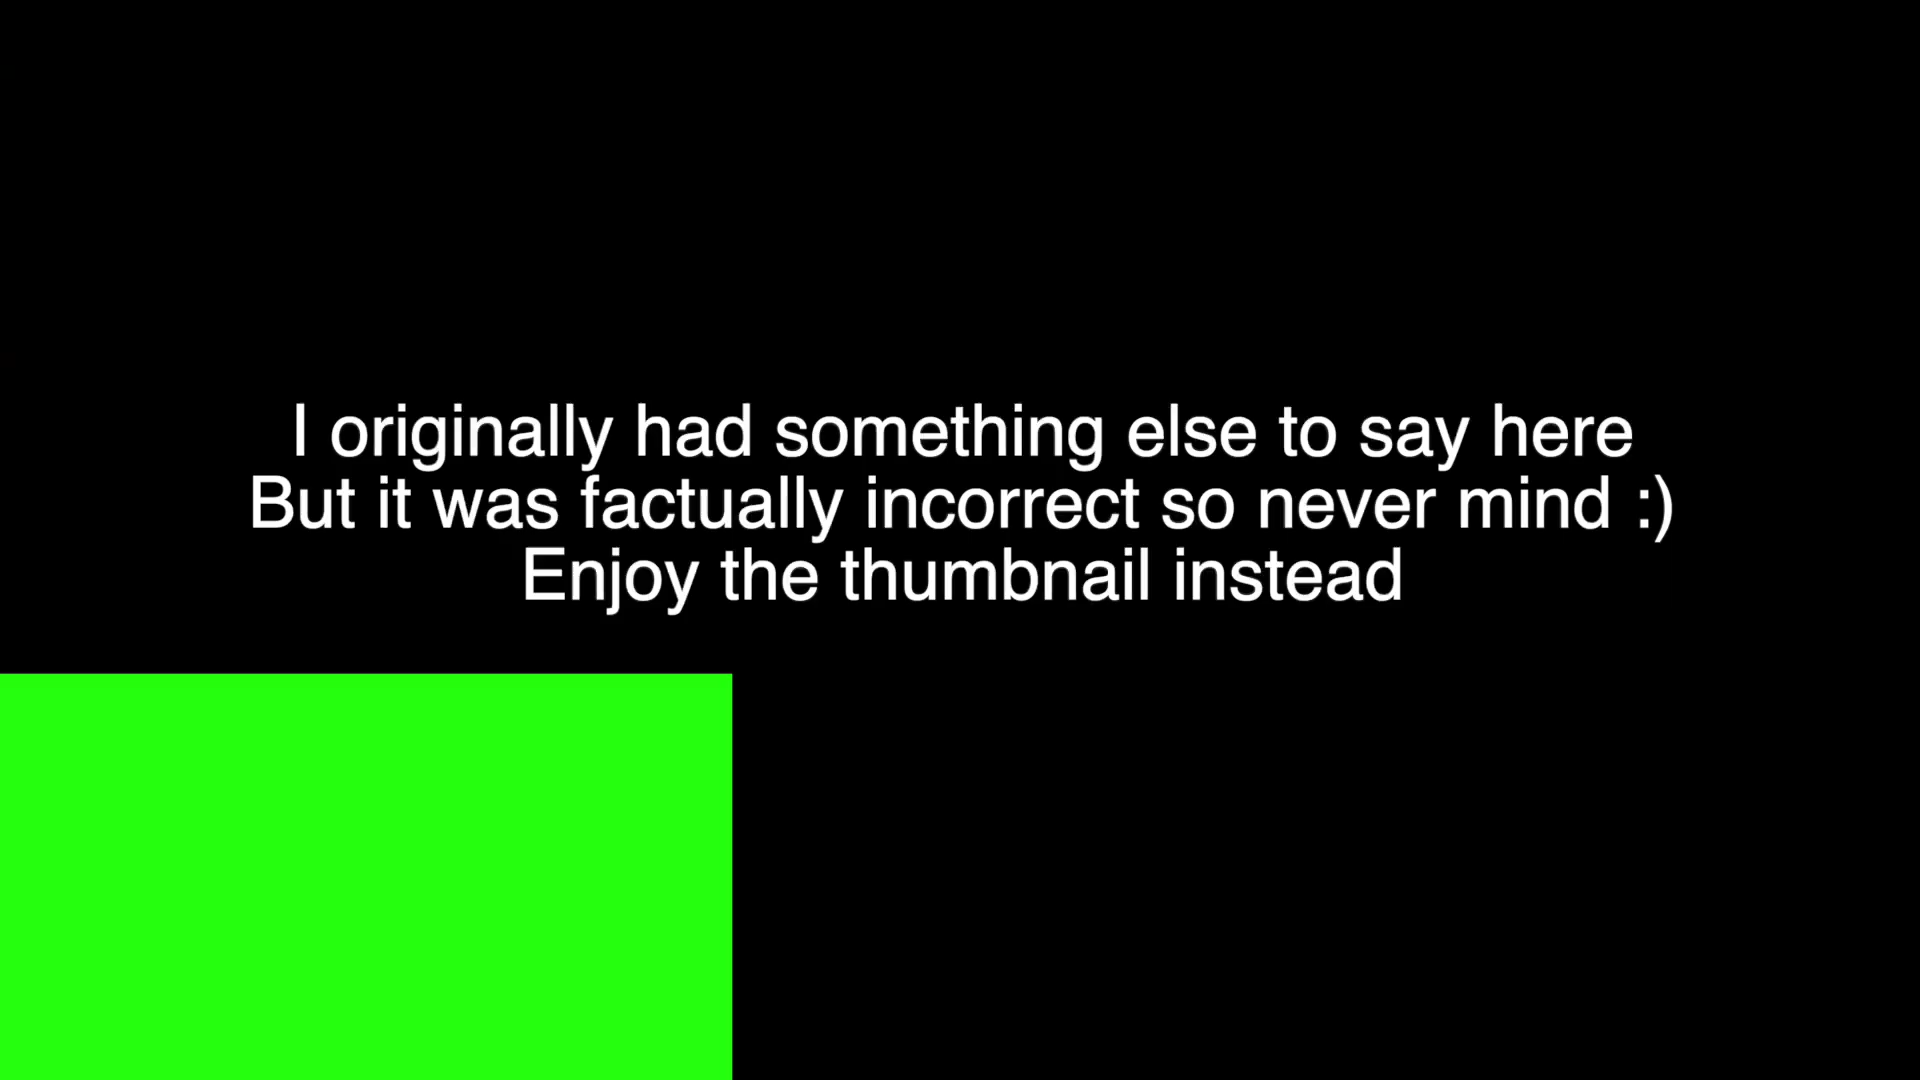 I originally had something else to say here
But it was factually incorrect so never mind :)
Enjoy the thumbnail instead